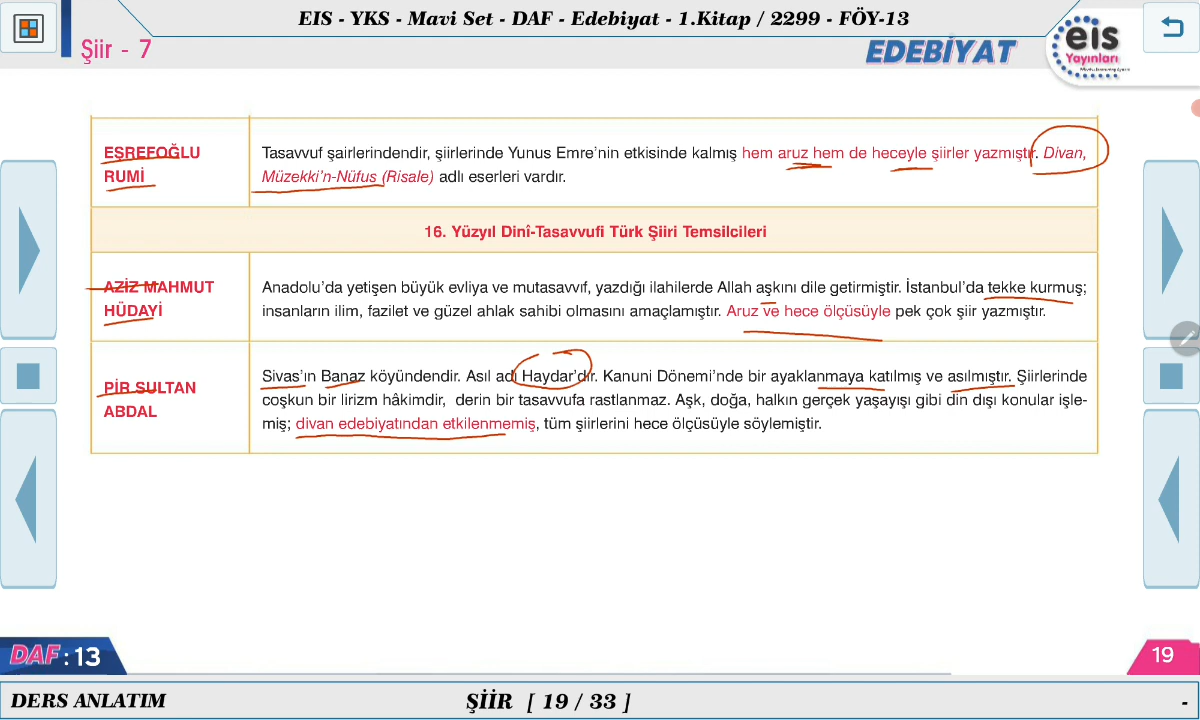 EIS - YKS - Mavi Set - DAF - Edebiyat - 1.Kitap / 2299 - FÖY-13
Şiir - 7
EDEBİYAT
eis
Yayınları
EŞREFOĞLU
RUMİ
Tasavvuf şairlerindendir, şiirlerinde Yunus Emre’nin etkisinde kalmış hem aruz hem de heceyle şiirler yazmıştır. Divan,
Müzekki’n-Nüfus (Risale) adlı eserleri vardır.
16. Yüzyıl Dinî-Tasavvufi Türk Şiiri Temsilcileri
AZİZ MAHMUT
HÜDAYİ
Anadolu’da yetişen büyük evliya ve mutasavvıf, yazdığı ilahilerde Allah aşkını dile getirmiştir. İstanbul’da tekke kurmuş;
insanların ilim, fazilet ve güzel ahlak sahibi olmasını amaçlamıştır. Aruz ve hece ölçüsüyle pek çok şiir yazmıştır.
PİR SULTAN
ABDAL
Sivas’ın Banaz köyündendir. Asıl adı Haydar’dır. Kanuni Dönemi’nde bir ayaklanmaya katılmış ve asılmıştır. Şiirlerinde
coşkun bir lirizm hâkimdir, derin bir tasavvufa rastlanmaz. Aşk, doğa, halkın gerçek yaşayışı gibi din dışı konular işle-
miş; divan edebiyatından etkilenmemiş, tüm şiirlerini hece ölçüsüyle söylemiştir.
DAF : 13
19
DERS ANLATIM
ŞİİR [ 19 / 33 ]
-